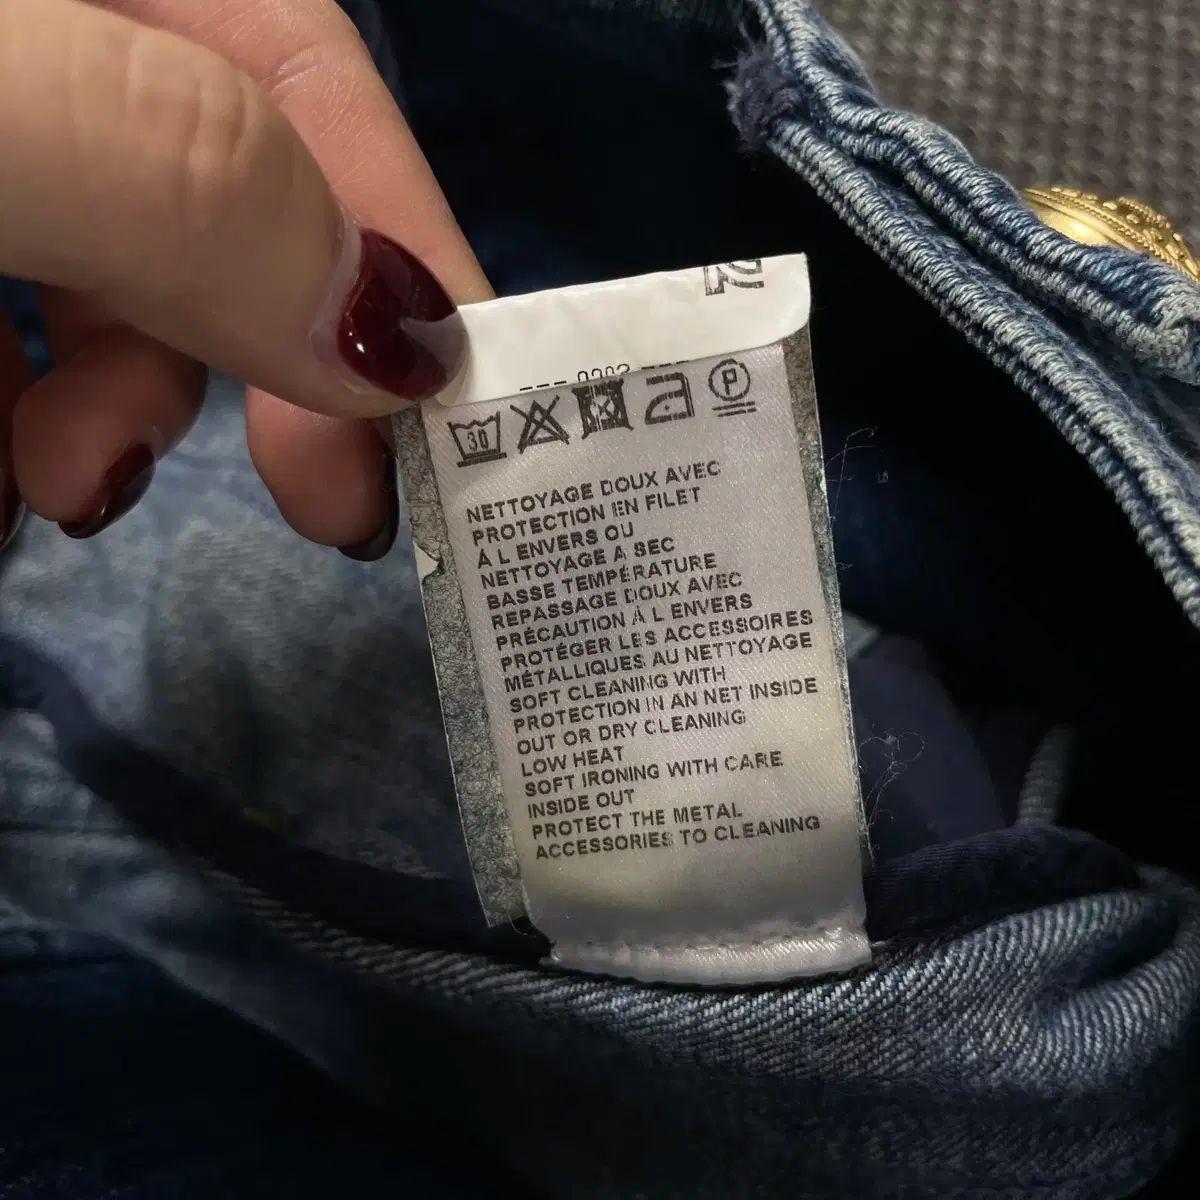 30 P
NETTOYAGE DOUX AVEC
PROTECTION EN FILET
À L ENVERS OU
NETTOYAGE A SEC
BASSE TEMPÉRATURE
REPASSAGE DOUX AVEC
PRÉCAUTION À L ENVERS
PROTÉGER LES ACCESSOIRES
MÉTALLIQUES AU NETTOYAGE
SOFT CLEANING WITH
PROTECTION IN AN NET INSIDE
OUT OR DRY CLEANING
LOW HEAT
SOFT IRONING WITH CARE
INSIDE OUT
PROTECT THE METAL
ACCESSORIES TO CLEANING